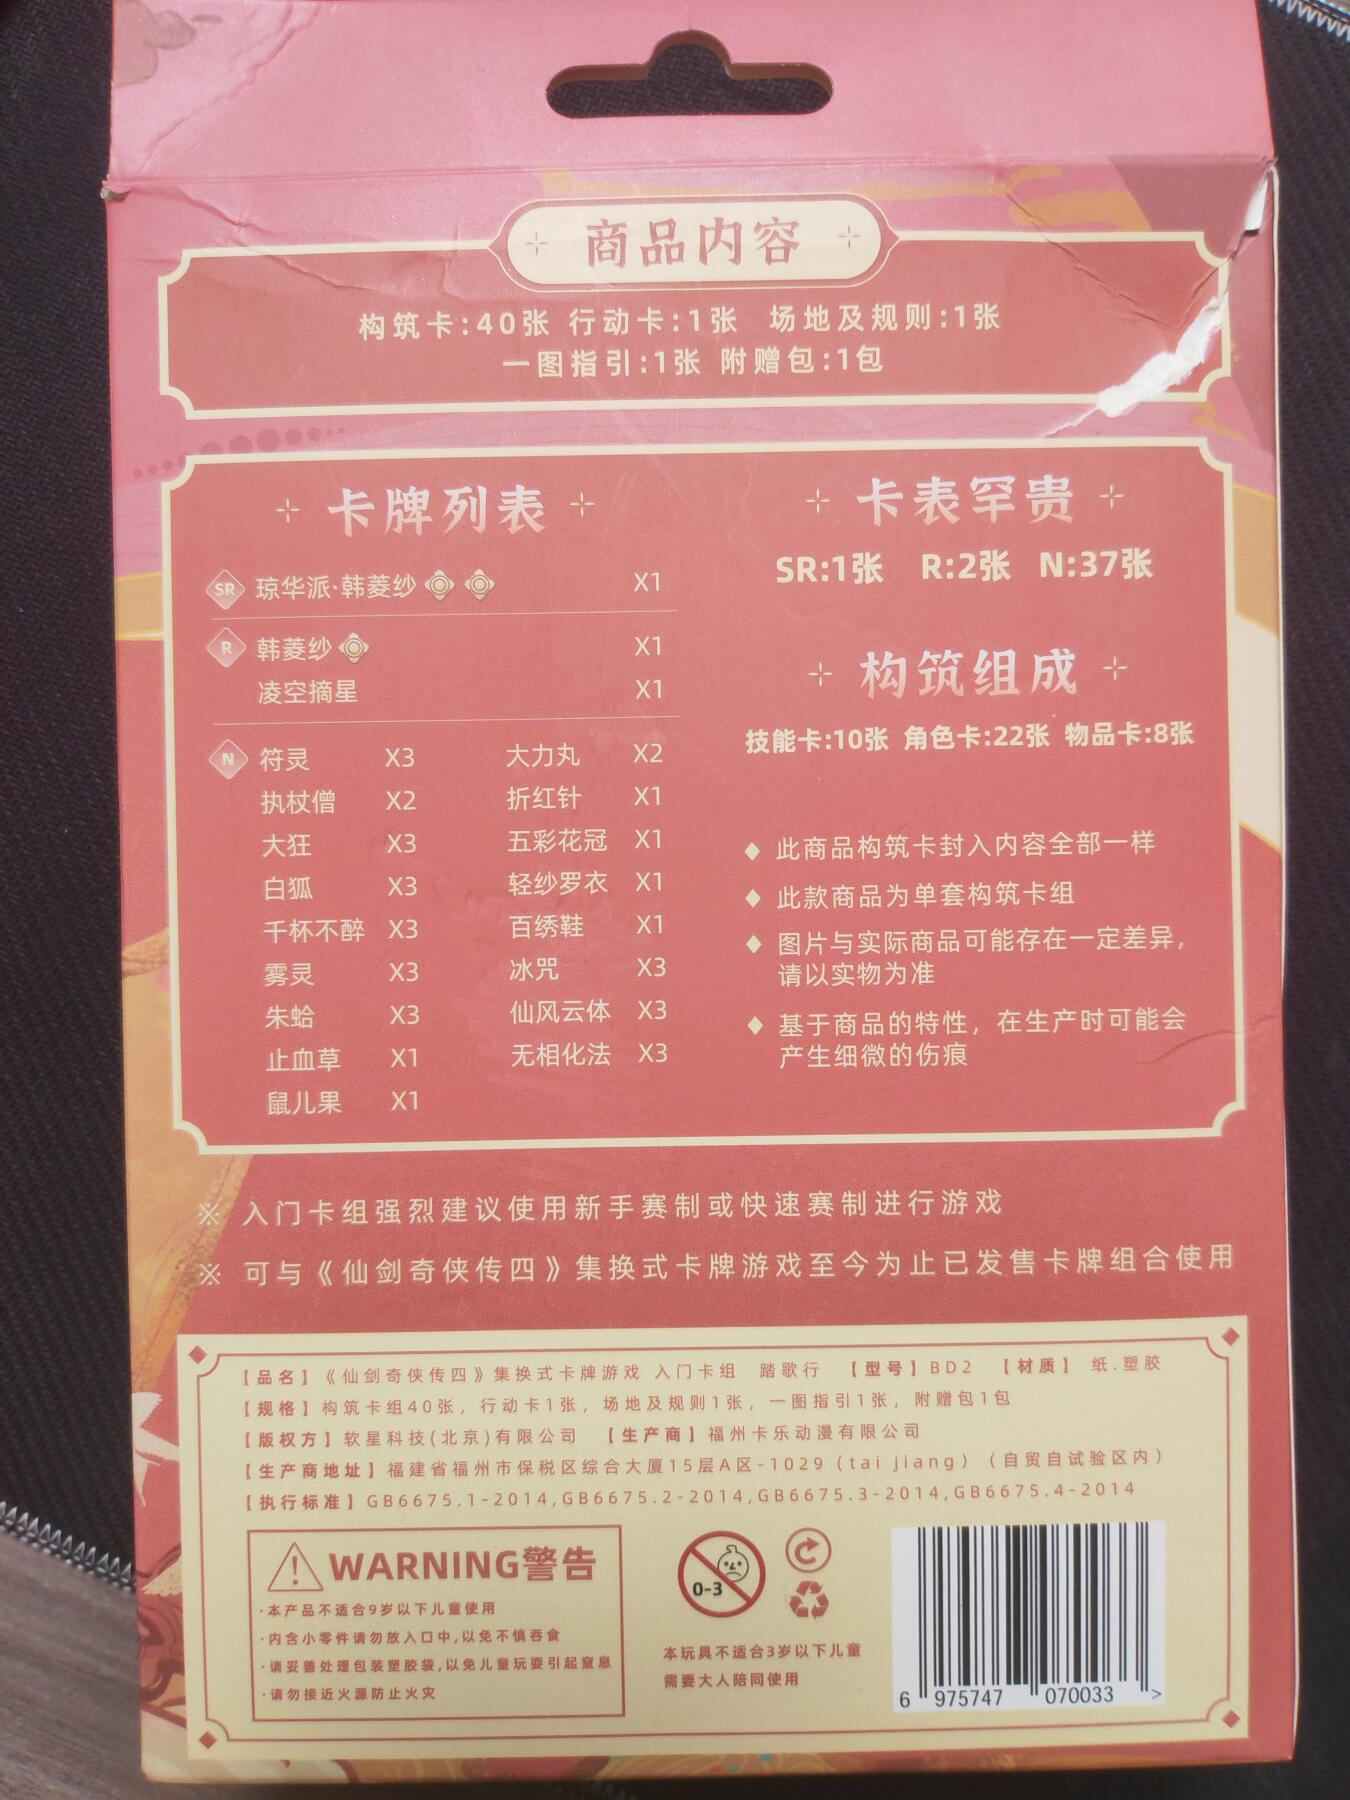 商品内容
构筑卡:40张 行动卡:1张 场地及规则:1张
一图指引:1张 附赠包:1包
卡牌列表
SR 琼华派·韩菱纱 X1
R 韩菱纱 X1
凌空摘星 X1
N 符灵 X3 大力丸 X2
执杖僧 X2 折红针 X1
大狂 X3 五彩花冠 X1
白狐 X3 轻纱罗衣 X1
千杯不醉 X3 百绣鞋 X1
雾灵 X3 冰咒 X3
朱蛤 X3 仙风云体 X3
止血草 X1 无相化法 X3
鼠儿果 X1
卡表罕贵
SR:1张 R:2张 N:37张
构筑组成
技能卡:10张 角色卡:22张 物品卡:8张
◆ 此商品构筑卡封入内容全部一样
◆ 此款商品为单套构筑卡组
◆ 图片与实际商品可能存在一定差异,
请以实物为准
◆ 基于商品的特性，在生产时可能会
产生细微的伤痕
※ 入门卡组强烈建议使用新手赛制或快速赛制进行游戏
※ 可与《仙剑奇侠传四》集换式卡牌游戏至今为止已发售卡牌组合使用
【品名】《仙剑奇侠传四》集换式卡牌游戏 入门卡组 踏歌行 【型号】BD2 【材质】 纸.塑胶
【规格】构筑卡组40张，行动卡1张，场地及规则1张，一图指引1张，附赠包1包
【版权方】软星科技(北京)有限公司 【生产商】福州卡乐动漫有限公司
【生产商地址】福建省福州市保税区综合大厦15层A区-1029（tai jiang）（自贸自试验区内）
【执行标准】GB6675.1-2014,GB6675.2-2014,GB6675.3-2014,GB6675.4-2014
WARNING警告
·本产品不适合9岁以下儿童使用
·内含小零件请勿放入口中,以免不慎吞食
·请妥善处理包装塑胶袋,以免儿童玩耍引起窒息
·请勿接近火源防止火灾
0-3
本玩具不适合3岁以下儿童
需要大人陪同使用
6 975747 070033 >